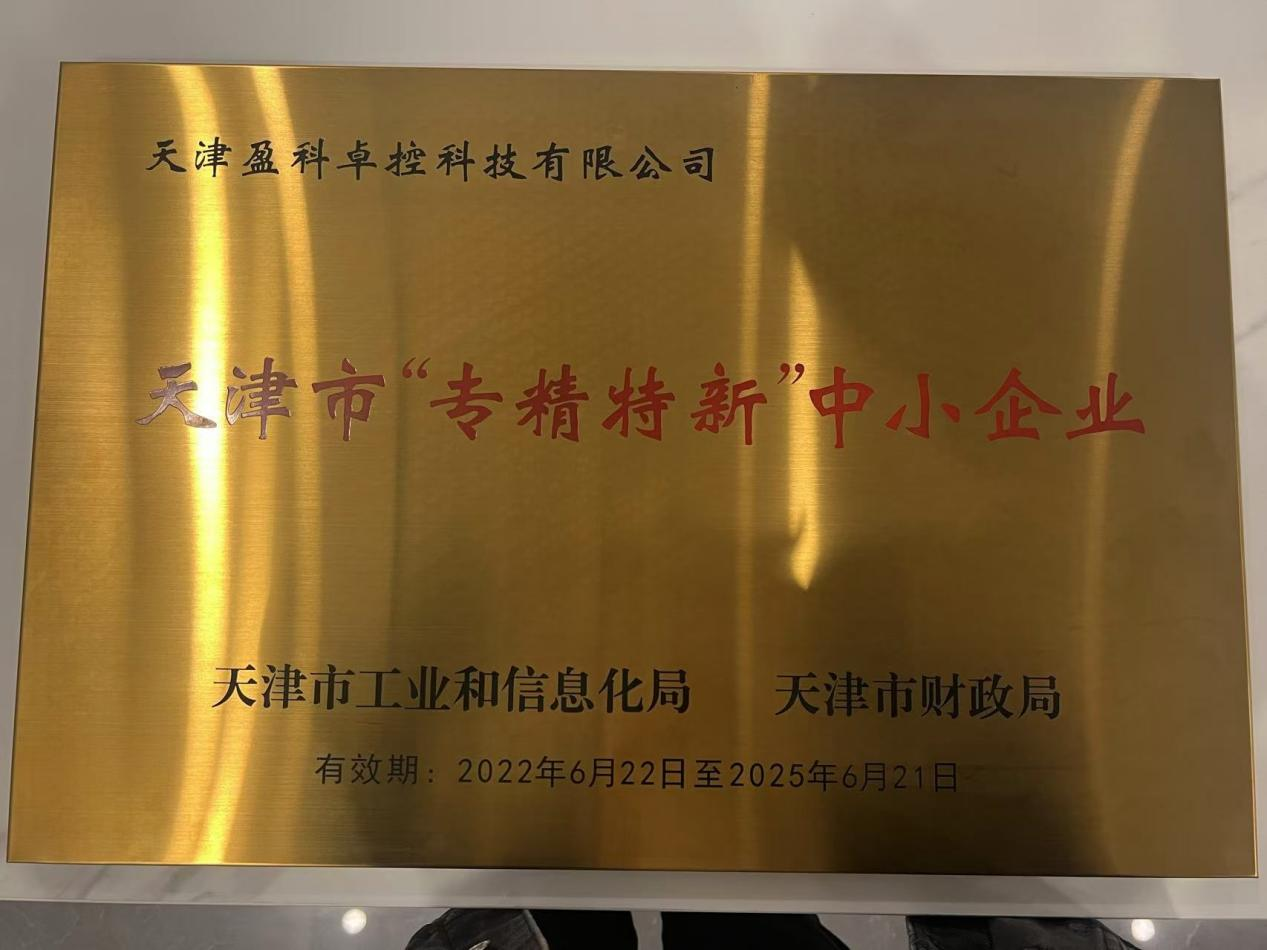 天津盈科卓控科技有限公司
天津市“专精特新”中小企业
天津市工业和信息化局 天津市财政局
有效期：2022年6月22日至2025年6月21日